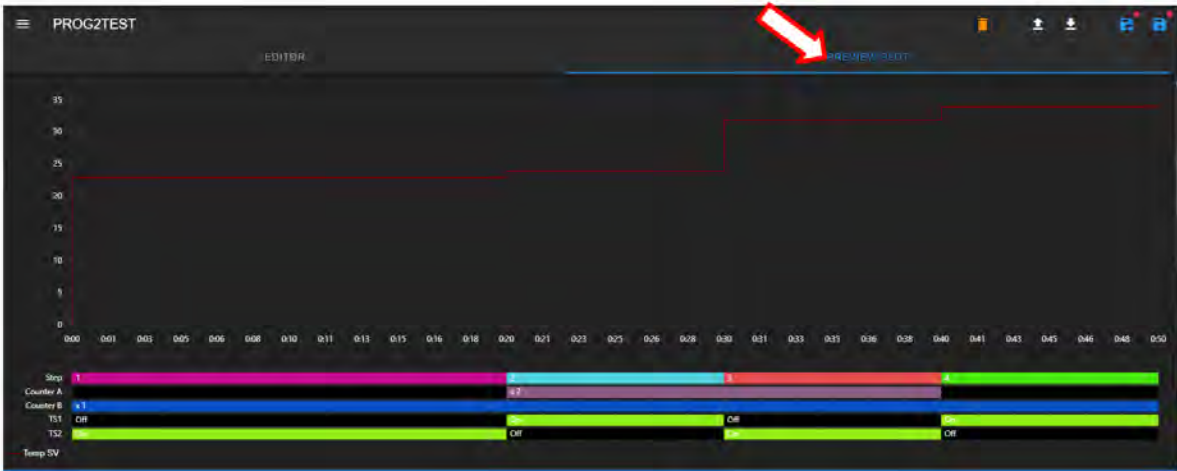 PROG2TEST
EDITOR
PREVIEW PLOT
35
30
25
20
15
10
5
0
0:00 0:01 0:03 0:05 0:06 0:08 0:10 0:11 0:13 0:15 0:16 0:18 0:20 0:21 0:23 0:25 0:26 0:28 0:30 0:31 0:33 0:35 0:36 0:38 0:40 0:41 0:43 0:45 0:46 0:48 0:50
Step 1 2 3 4
Counter A x 2
Counter B x 1
TS1 Off On Off On
TS2 On Off On Off
Temp SV